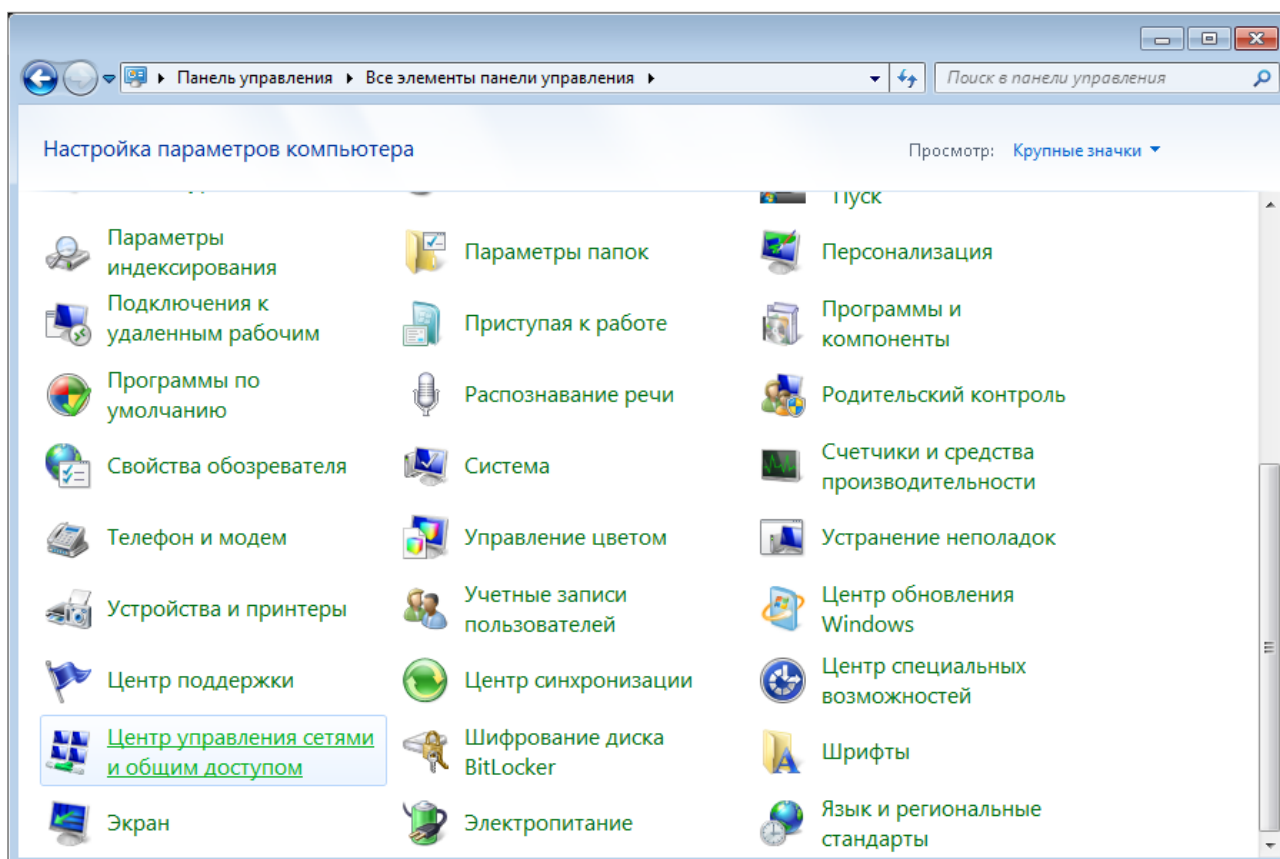 Панель управления Все элементы панели управления Поиск в панели управления
Настройка параметров компьютера Просмотр: Крупные значки
Пуск
Параметры
индексирования
Параметры папок
Персонализация
Подключения к
удаленным рабочим
Приступая к работе
Программы и
компоненты
Программы по
умолчанию
Распознавание речи
Родительский контроль
Свойства обозревателя
Система
Счетчики и средства
производительности
Телефон и модем
Управление цветом
Устранение неполадок
Устройства и принтеры
Учетные записи
пользователей
Центр обновления
Windows
Центр поддержки
Центр синхронизации
Центр специальных
возможностей
Центр управления сетями
и общим доступом
Шифрование диска
BitLocker
Шрифты
Экран
Электропитание
Язык и региональные
стандарты